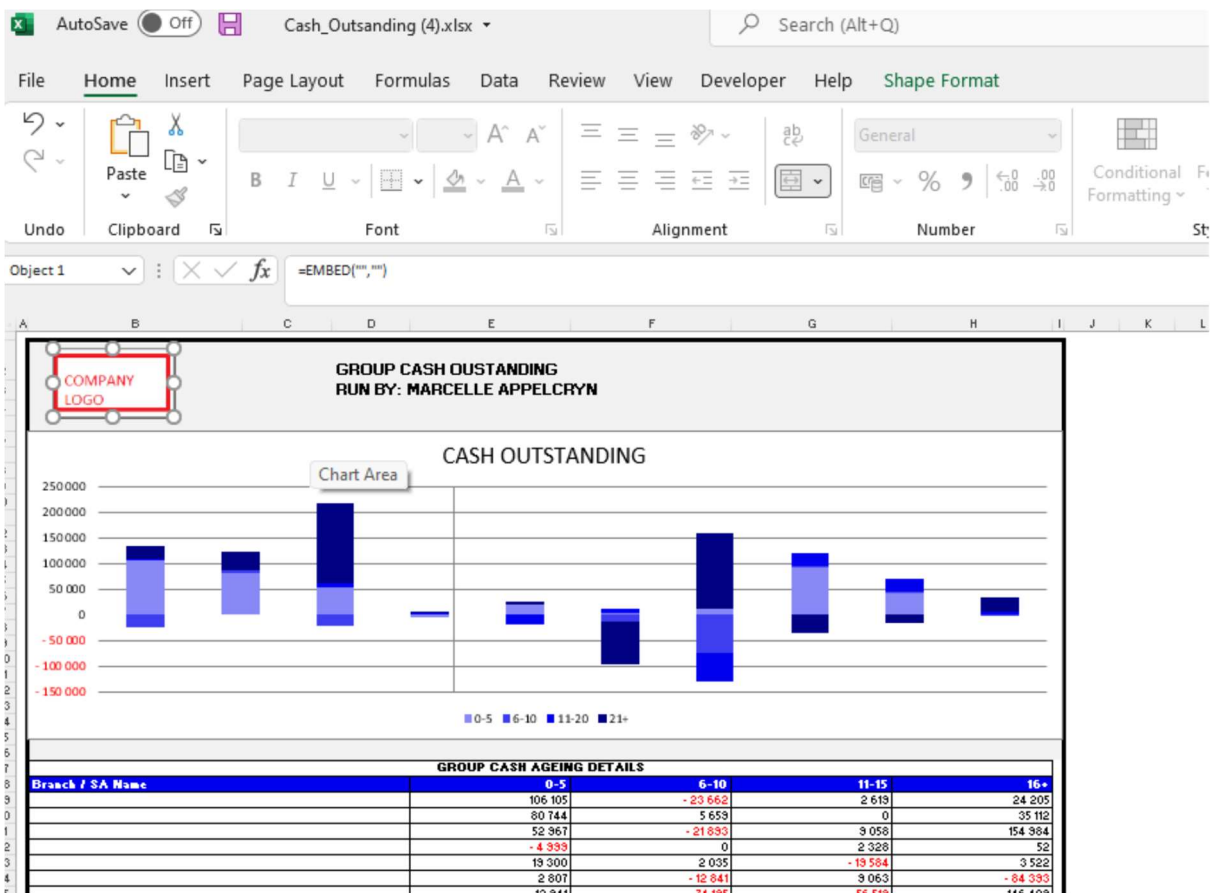 AutoSave Off Cash_Outsanding (4).xlsx Search (Alt+Q)
File Home Insert Page Layout Formulas Data Review View Developer Help Shape Format
Paste
General
Conditional
Formatting
Undo Clipboard Font Alignment Number
Object 1 fx =EMBED("","")
A B C D E F G H I J K L
COMPANY
LOGO
GROUP CASH OUSTANDING
RUN BY: MARCELLE APPELCRYN
CASH OUTSTANDING
Chart Area
250 000
200 000
150 000
100 000
50 000
0
- 50 000
- 100 000
- 150 000
0-5 6-10 11-20 21+
GROUP CASH AGEING DETAILS
Branch / SA Name 0-5 6-10 11-15 16+
106 105 - 23 662 2 619 24 205
80 744 5 659 0 35 112
52 967 - 21 893 9 058 154 984
- 4 999 0 2 328 52
19 300 2 035 - 19 584 3 522
2 807 - 12 841 9 063 - 84 393